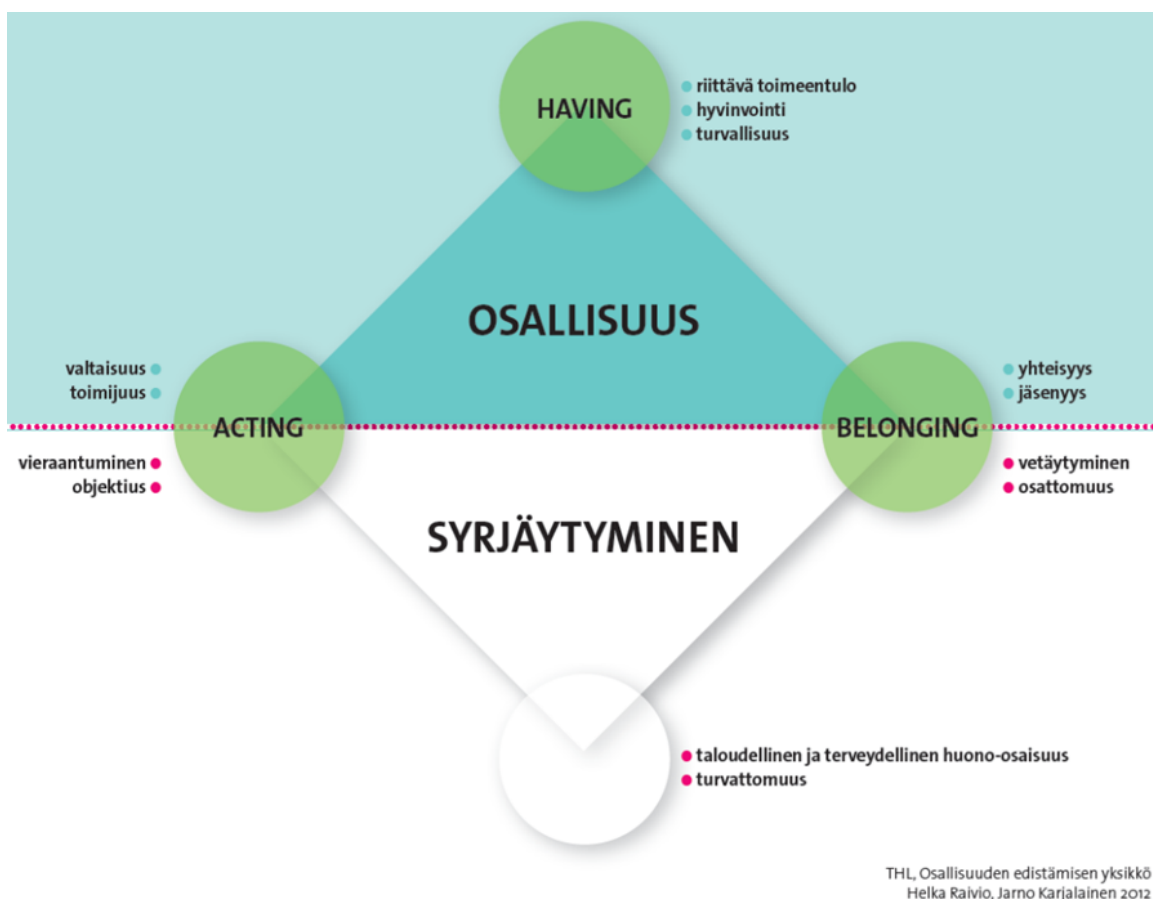 HAVING
riittävä toimeentulo
hyvinvointi
turvallisuus
OSALLISUUS
valtaisuus
toimijuus
yhteisyys
jäsenyys
ACTING
BELONGING
vieraantuminen
objektius
vetäytyminen
osattomuus
SYRJÄYTYMINEN
taloudellinen ja terveydellinen huono-osaisuus
turvattomuus
THL, Osallisuuden edistämisen yksikkö
Helka Raivio, Jarno Karjalainen 2012